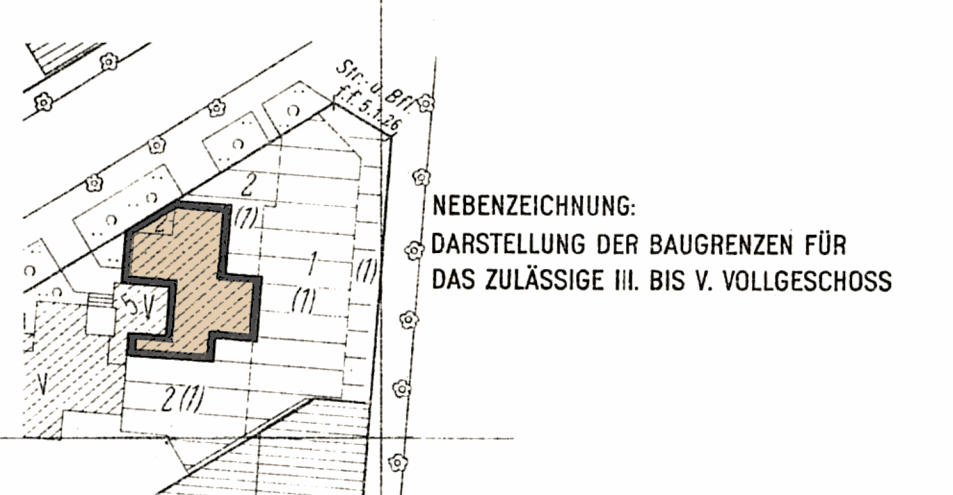 Str.- u. Bfl.
f.f. 5.1.26
2
(1)
2
1
(1)
(1)
5 V
V
2(1)
NEBENZEICHNUNG:
DARSTELLUNG DER BAUGRENZEN FÜR
DAS ZULÄSSIGE III. BIS V. VOLLGESCHOSS